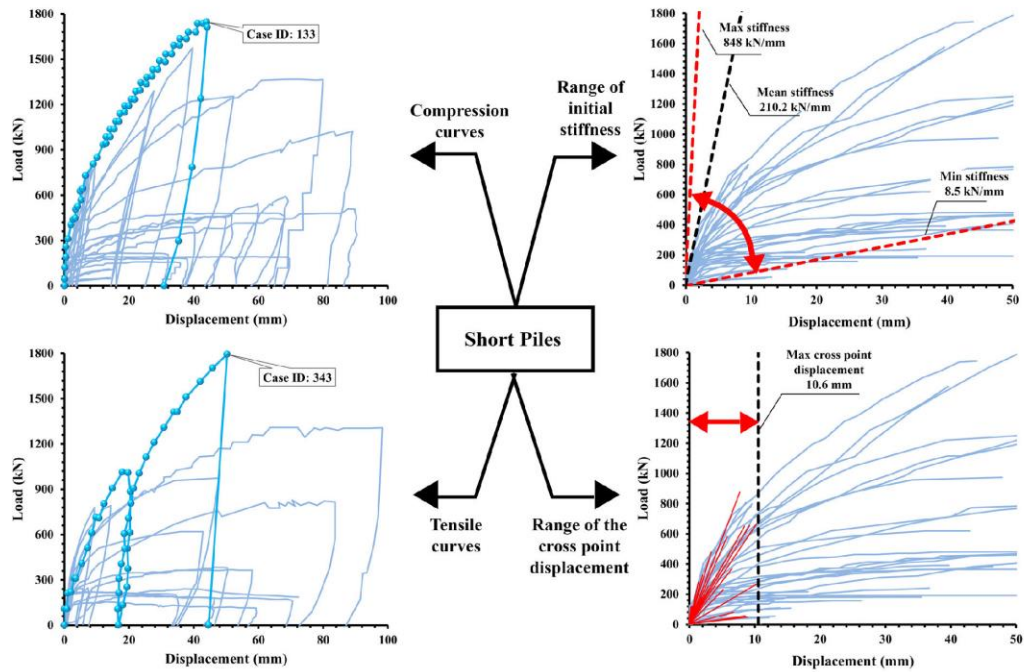 1800
1500
1200
900
600
300
0
Load (kN)
0 20 40 60 80 100
Displacement (mm)
Case ID: 133
Compression
curves
Range of
initial
stiffness
1800
1600
1400
1200
1000
800
600
400
200
0
Load (kN)
0 10 20 30 40 50
Displacement (mm)
Max stiffness
848 kN/mm
Mean stiffness
210.2 kN/mm
Min stiffness
8.5 kN/mm
Short Piles
1800
1500
1200
900
600
300
0
Load (kN)
0 20 40 60 80 100
Displacement (mm)
Case ID: 343
Tensile
curves
Range of the
cross point
displacement
1800
1600
1400
1200
1000
800
600
400
200
0
Load (kN)
0 10 20 30 40 50
Displacement (mm)
Max cross point
displacement
10.6 mm